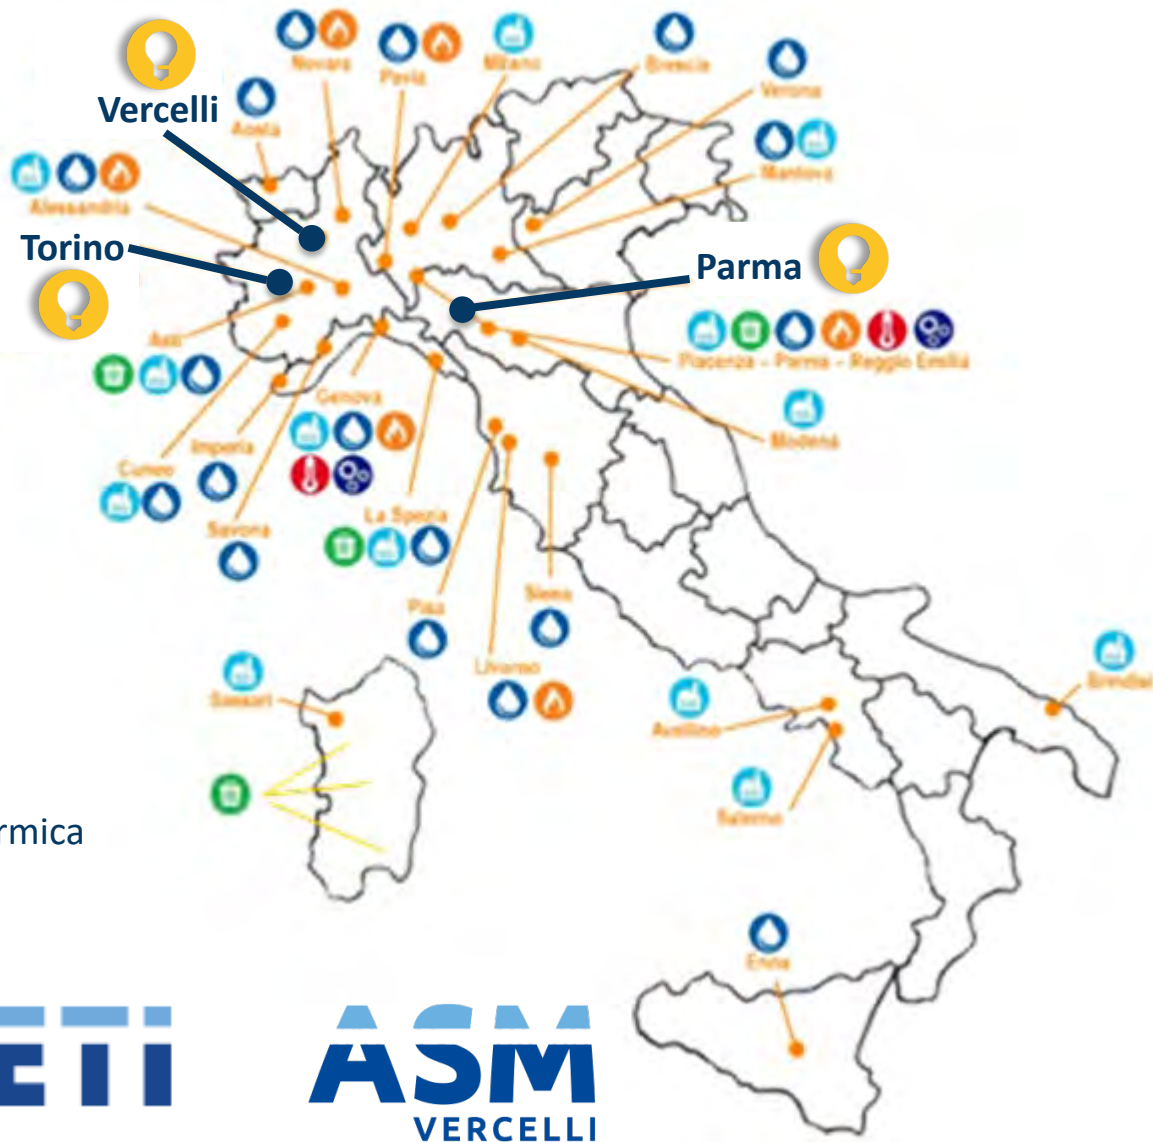 Novara
Pavia
Milano
Brescia
Verona
Vercelli
Aosta
Mantova
Alessandria
Torino
Parma
Asti
Piacenza - Parma - Reggio Emilia
Genova
Modena
Imperia
Cuneo
Savona
La Spezia
Pisa
Siena
Livorno
Sassari
Avellino
Brindisi
Salerno
rmica
Enna
ETI
ASM
VERCELLI